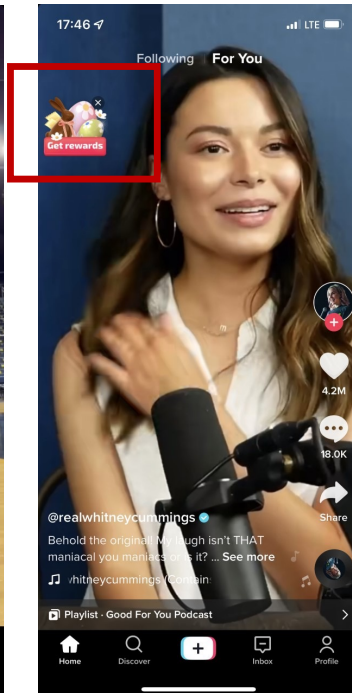 17:46
LTE
Following
For You
Get rewards
4.2M
18.0K
Share
@realwhitneycummings
Behold the original! My laugh isn't THAT
maniacal you maniacs or is it? ... See more
Playlist · Good For You Podcast
Home
Discover
Inbox
Profile